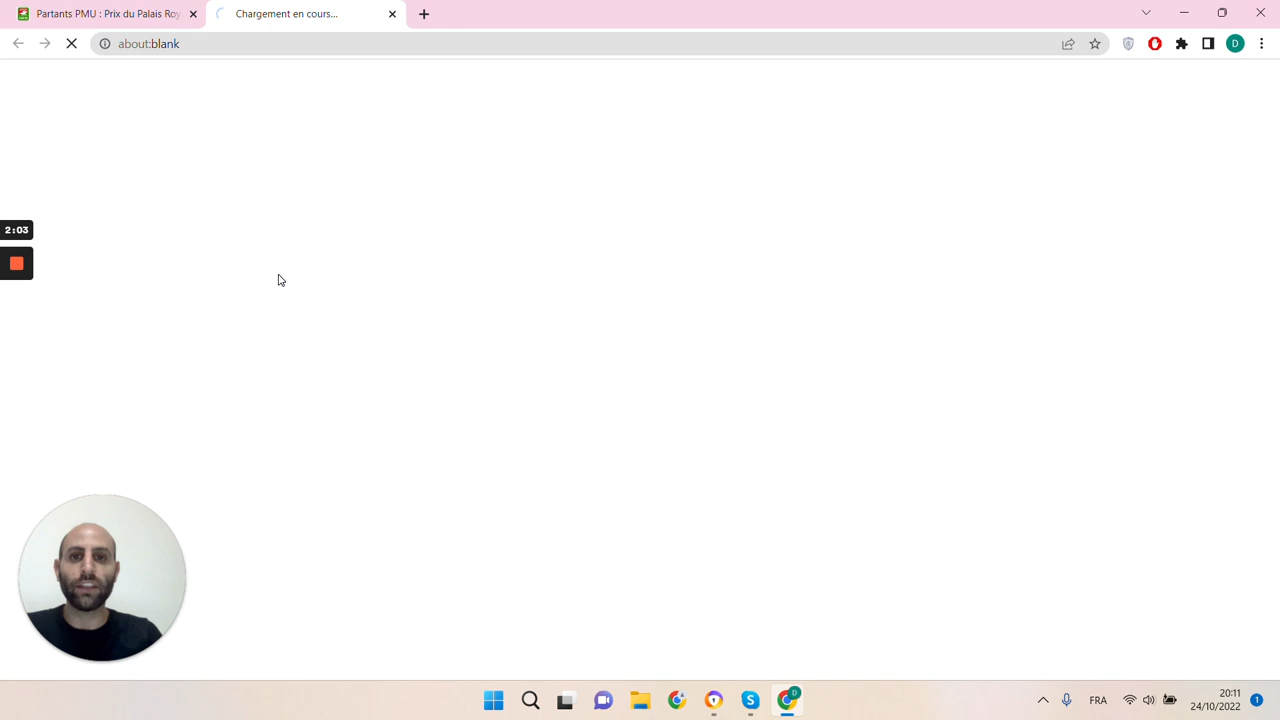 Partants PMU : Prix du Palais Roy
Chargement en cours...
about:blank
D
2:03
D
S
FRA
20:11
24/10/2022
1